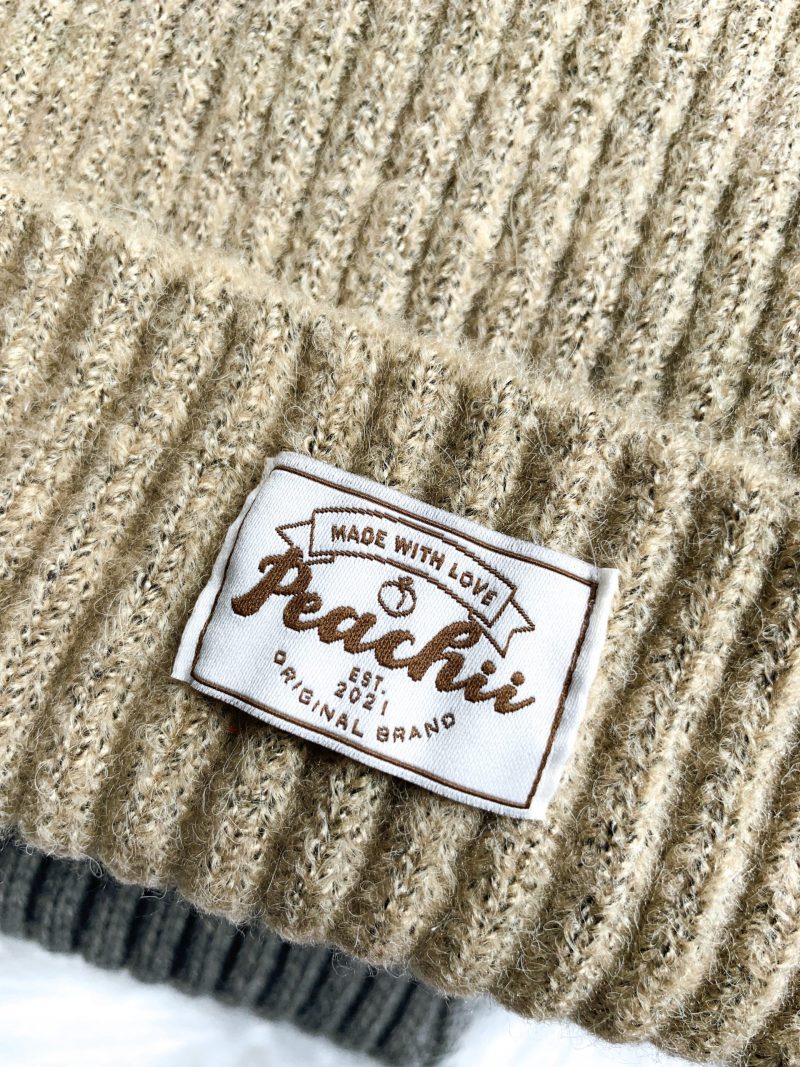 MADE WITH LOVE
Peachii
EST.
2021
ORIGINAL BRAND